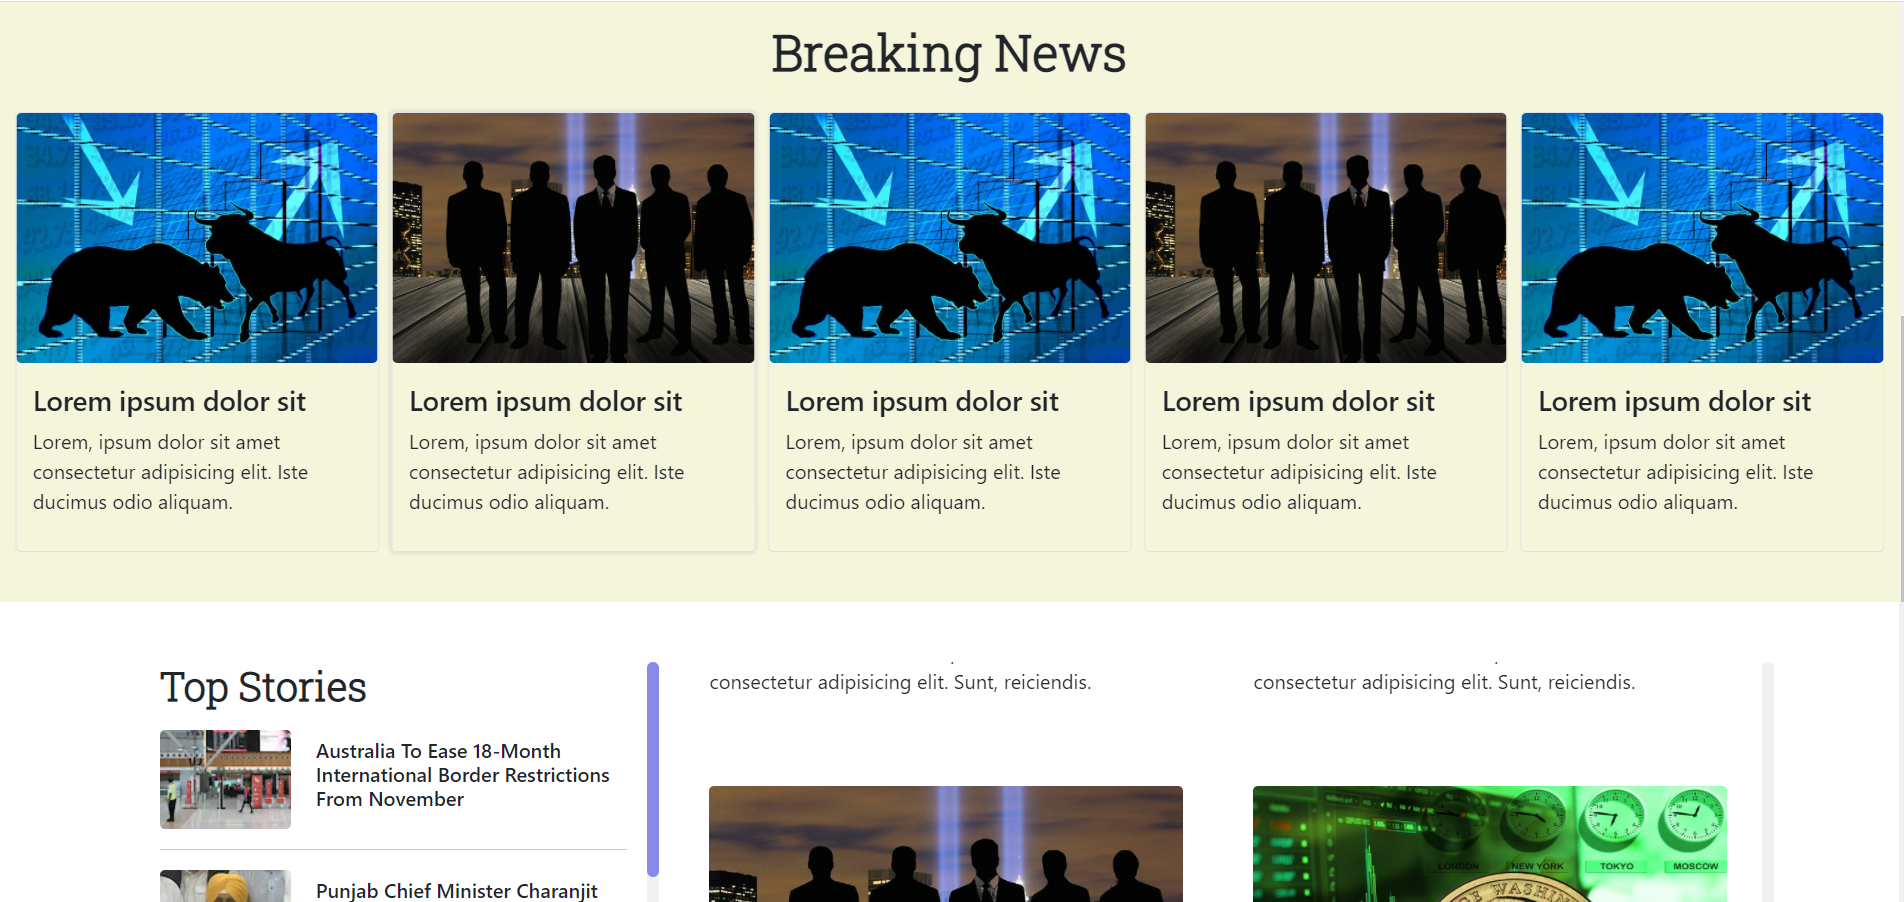 Breaking News
Lorem ipsum dolor sit
Lorem, ipsum dolor sit amet
consectetur adipisicing elit. Iste
ducimus odio aliquam.
Lorem ipsum dolor sit
Lorem, ipsum dolor sit amet
consectetur adipisicing elit. Iste
ducimus odio aliquam.
Lorem ipsum dolor sit
Lorem, ipsum dolor sit amet
consectetur adipisicing elit. Iste
ducimus odio aliquam.
Lorem ipsum dolor sit
Lorem, ipsum dolor sit amet
consectetur adipisicing elit. Iste
ducimus odio aliquam.
Lorem ipsum dolor sit
Lorem, ipsum dolor sit amet
consectetur adipisicing elit. Iste
ducimus odio aliquam.
Top Stories
Australia To Ease 18-Month
International Border Restrictions
From November
Punjab Chief Minister Charanjit
consectetur adipisicing elit. Sunt, reiciendis.
consectetur adipisicing elit. Sunt, reiciendis.
LONDON
NEW YORK
TOKYO
MOSCOW